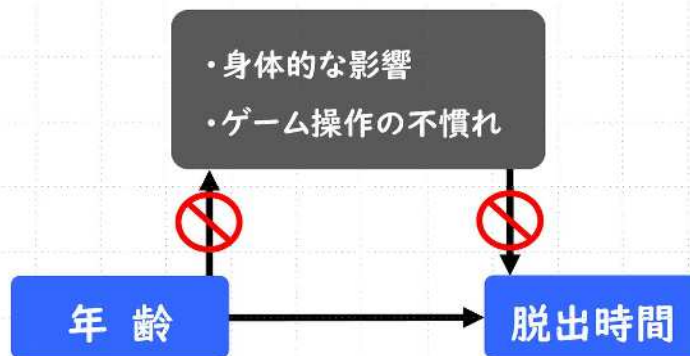 ・身体的な影響
・ゲーム操作の不慣れ
年 齢
脱出時間